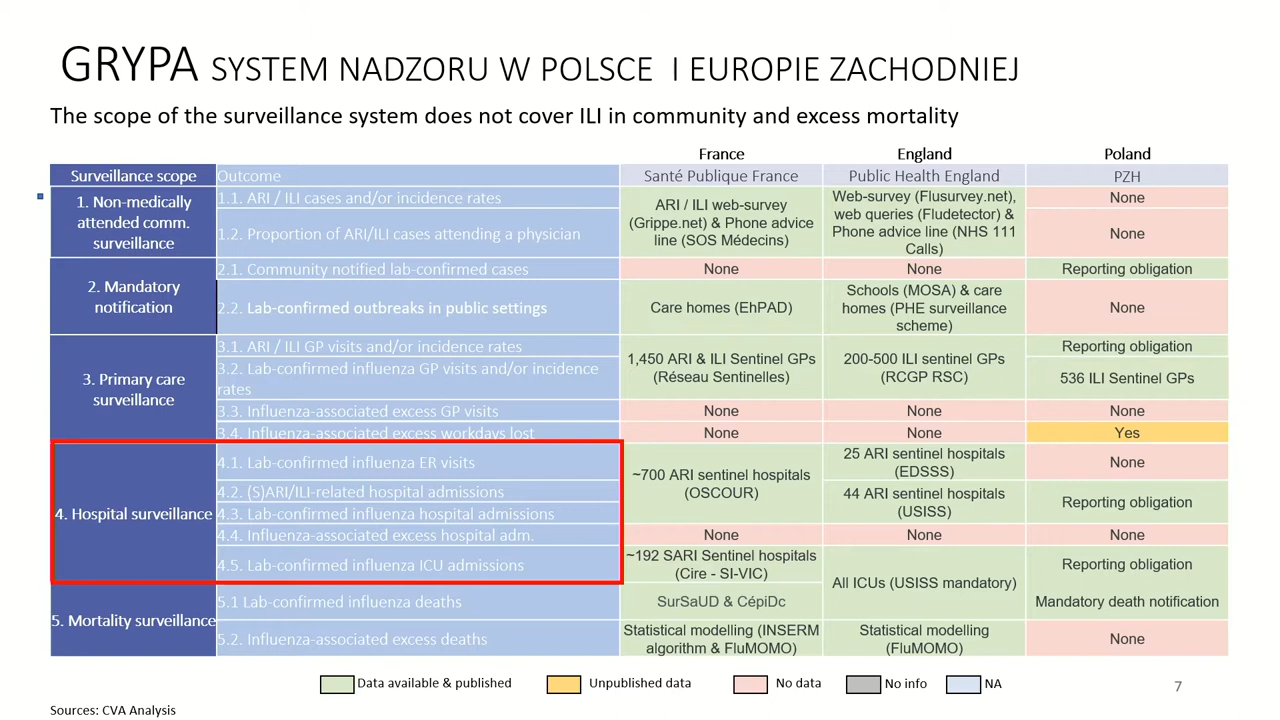 GRYPA SYSTEM NADZORU W POLSCE I EUROPIE ZACHODNIEJ
The scope of the surveillance system does not cover ILI in community and excess mortality
France
England
Poland
Surveillance scope
Outcome
Santé Publique France
Public Health England
PZH
1. Non-medically
attended comm.
surveillance
1.1. ARI / ILI cases and/or incidence rates
1.2. Proportion of ARI/ILI cases attending a physician
ARI / ILI web-survey
(Grippe.net) & Phone advice
line (SOS Médecins)
Web-survey (Flusurvey.net),
web queries (Fludetector) &
Phone advice line (NHS 111
Calls)
None
None
2. Mandatory
notification
2.1. Community notified lab-confirmed cases
None
None
Reporting obligation
2.2. Lab-confirmed outbreaks in public settings
Care homes (EhPAD)
Schools (MOSA) & care
homes (PHE surveillance
scheme)
None
3. Primary care
surveillance
3.1. ARI / ILI GP visits and/or incidence rates
3.2. Lab-confirmed influenza GP visits and/or incidence
rates
1,450 ARI & ILI Sentinel GPs
(Réseau Sentinelles)
200-500 ILI sentinel GPs
(RCGP RSC)
Reporting obligation
536 ILI Sentinel GPs
3.3. Influenza-associated excess GP visits
None
None
None
3.4. Influenza-associated excess workdays lost
None
None
Yes
4. Hospital surveillance
4.1. Lab-confirmed influenza ER visits
4.2. (S)ARI/ILI-related hospital admissions
4.3. Lab-confirmed influenza hospital admissions
~700 ARI sentinel hospitals
(OSCOUR)
25 ARI sentinel hospitals
(EDSSS)
44 ARI sentinel hospitals
(USISS)
None
Reporting obligation
4.4. Influenza-associated excess hospital adm.
None
None
None
4.5. Lab-confirmed influenza ICU admissions
~192 SARI Sentinel hospitals
(Cire - SI-VIC)
All ICUs (USISS mandatory)
Reporting obligation
5. Mortality surveillance
5.1 Lab-confirmed influenza deaths
SurSaUD & CépiDc
Mandatory death notification
5.2. Influenza-associated excess deaths
Statistical modelling (INSERM
algorithm & FluMOMO)
Statistical modelling
(FluMOMO)
None
Data available & published
Unpublished data
No data
No info
NA
7
Sources: CVA Analysis